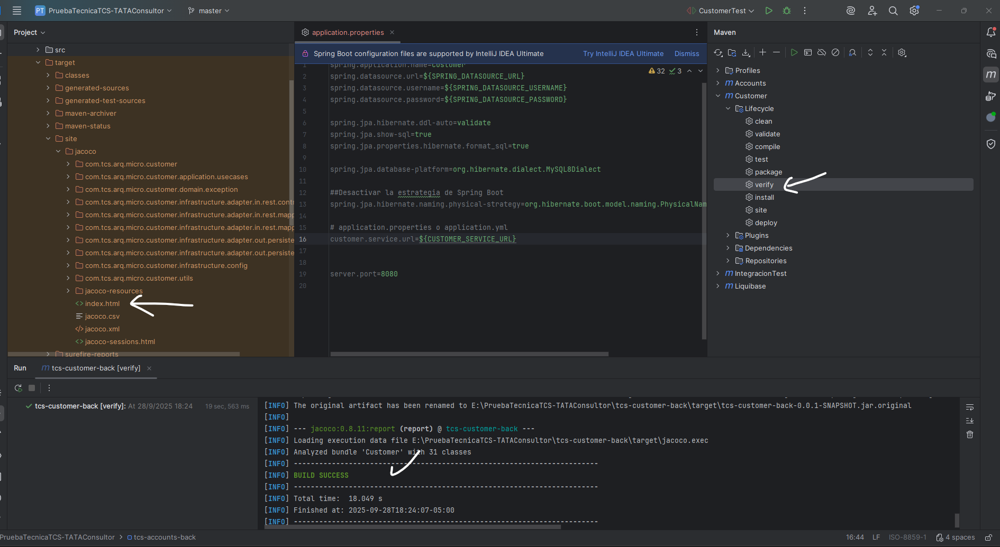 PT PruebaTecnicaTCS-TATAConsultor master CustomerTest
Project
src
target
classes
generated-sources
generated-test-sources
maven-archiver
maven-status
site
jacoco
com.tcs.arq.micro.customer
com.tcs.arq.micro.customer.application.usecases
com.tcs.arq.micro.customer.domain.exception
com.tcs.arq.micro.customer.infrastructure.adapter.in.rest.cont
com.tcs.arq.micro.customer.infrastructure.adapter.in.rest.mapp
com.tcs.arq.micro.customer.infrastructure.adapter.in.rest.mapp
com.tcs.arq.micro.customer.infrastructure.adapter.out.persiste
com.tcs.arq.micro.customer.infrastructure.adapter.out.persiste
com.tcs.arq.micro.customer.infrastructure.config
com.tcs.arq.micro.customer.utils
jacoco-resources
index.html
jacoco.csv
jacoco.xml
jacoco-sessions.html
surefire-reports
application.properties
Spring Boot configuration files are supported by IntelliJ IDEA Ultimate Try IntelliJ IDEA Ultimate Dismiss
32 3
1 spring.application.name=Customer
2 spring.datasource.url=${SPRING_DATASOURCE_URL}
3 spring.datasource.username=${SPRING_DATASOURCE_USERNAME}
4 spring.datasource.password=${SPRING_DATASOURCE_PASSWORD}
5
6 spring.jpa.hibernate.ddl-auto=validate
7 spring.jpa.show-sql=true
8 spring.jpa.properties.hibernate.format_sql=true
9
10 spring.jpa.database-platform=org.hibernate.dialect.MySQL8Dialect
11
12 ##Desactivar la estrategia de Spring Boot
13 spring.jpa.hibernate.naming.physical-strategy=org.hibernate.boot.model.naming.PhysicalNam
14
15 # application.properties o application.yml
16 customer.service.url=${CUSTOMER_SERVICE_URL}
17
18
19 server.port=8080
20
Maven
Profiles
m Accounts
m Customer
Lifecycle
clean
validate
compile
test
package
verify
install
site
deploy
Plugins
Dependencies
Repositories
m IntegracionTest
m Liquibase
m
Run m tcs-customer-back [verify]
tcs-customer-back [verify]: At 28/9/2025 18:24 19 sec, 563 ms
[INFO] The original artifact has been renamed to E:\PruebaTecnicaTCS-TATAConsultor\tcs-customer-back\target\tcs-customer-back-0.0.1-SNAPSHOT.jar.original
[INFO]
[INFO] --- jacoco:0.8.11:report (report) @ tcs-customer-back ---
[INFO] Loading execution data file E:\PruebaTecnicaTCS-TATAConsultor\tcs-customer-back\target\jacoco.exec
[INFO] Analyzed bundle 'Customer' with 31 classes
[INFO] ------------------------------------------------------------------------
[INFO] BUILD SUCCESS
[INFO] ------------------------------------------------------------------------
[INFO] Total time:  18.049 s
[INFO] Finished at: 2025-09-28T18:24:07-05:00
[INFO] ------------------------------------------------------------------------
PruebaTecnicaTCS-TATAConsultor > tcs-accounts-back 16:44 LF ISO-8859-1 4 spaces